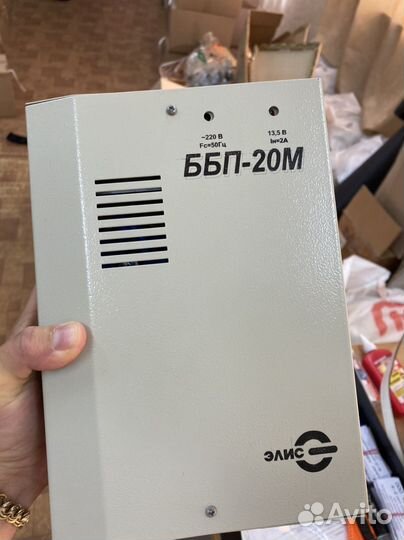 ~220 В
Fc=50Гц
13,5 В
Iн=2А
ББП-20М
ЭЛИС
Avito